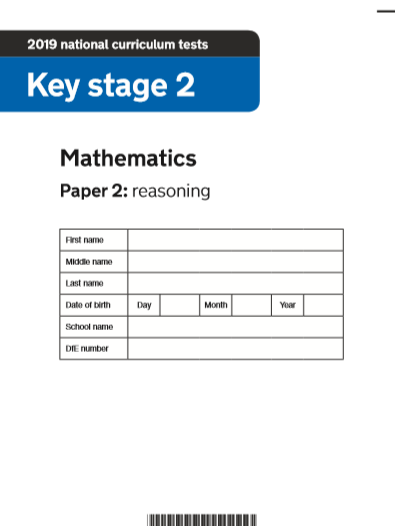 2019 national curriculum tests
Key stage 2
Mathematics
Paper 2: reasoning
First name
Middle name
Last name
Date of birth Day Month Year
School name
DfE number